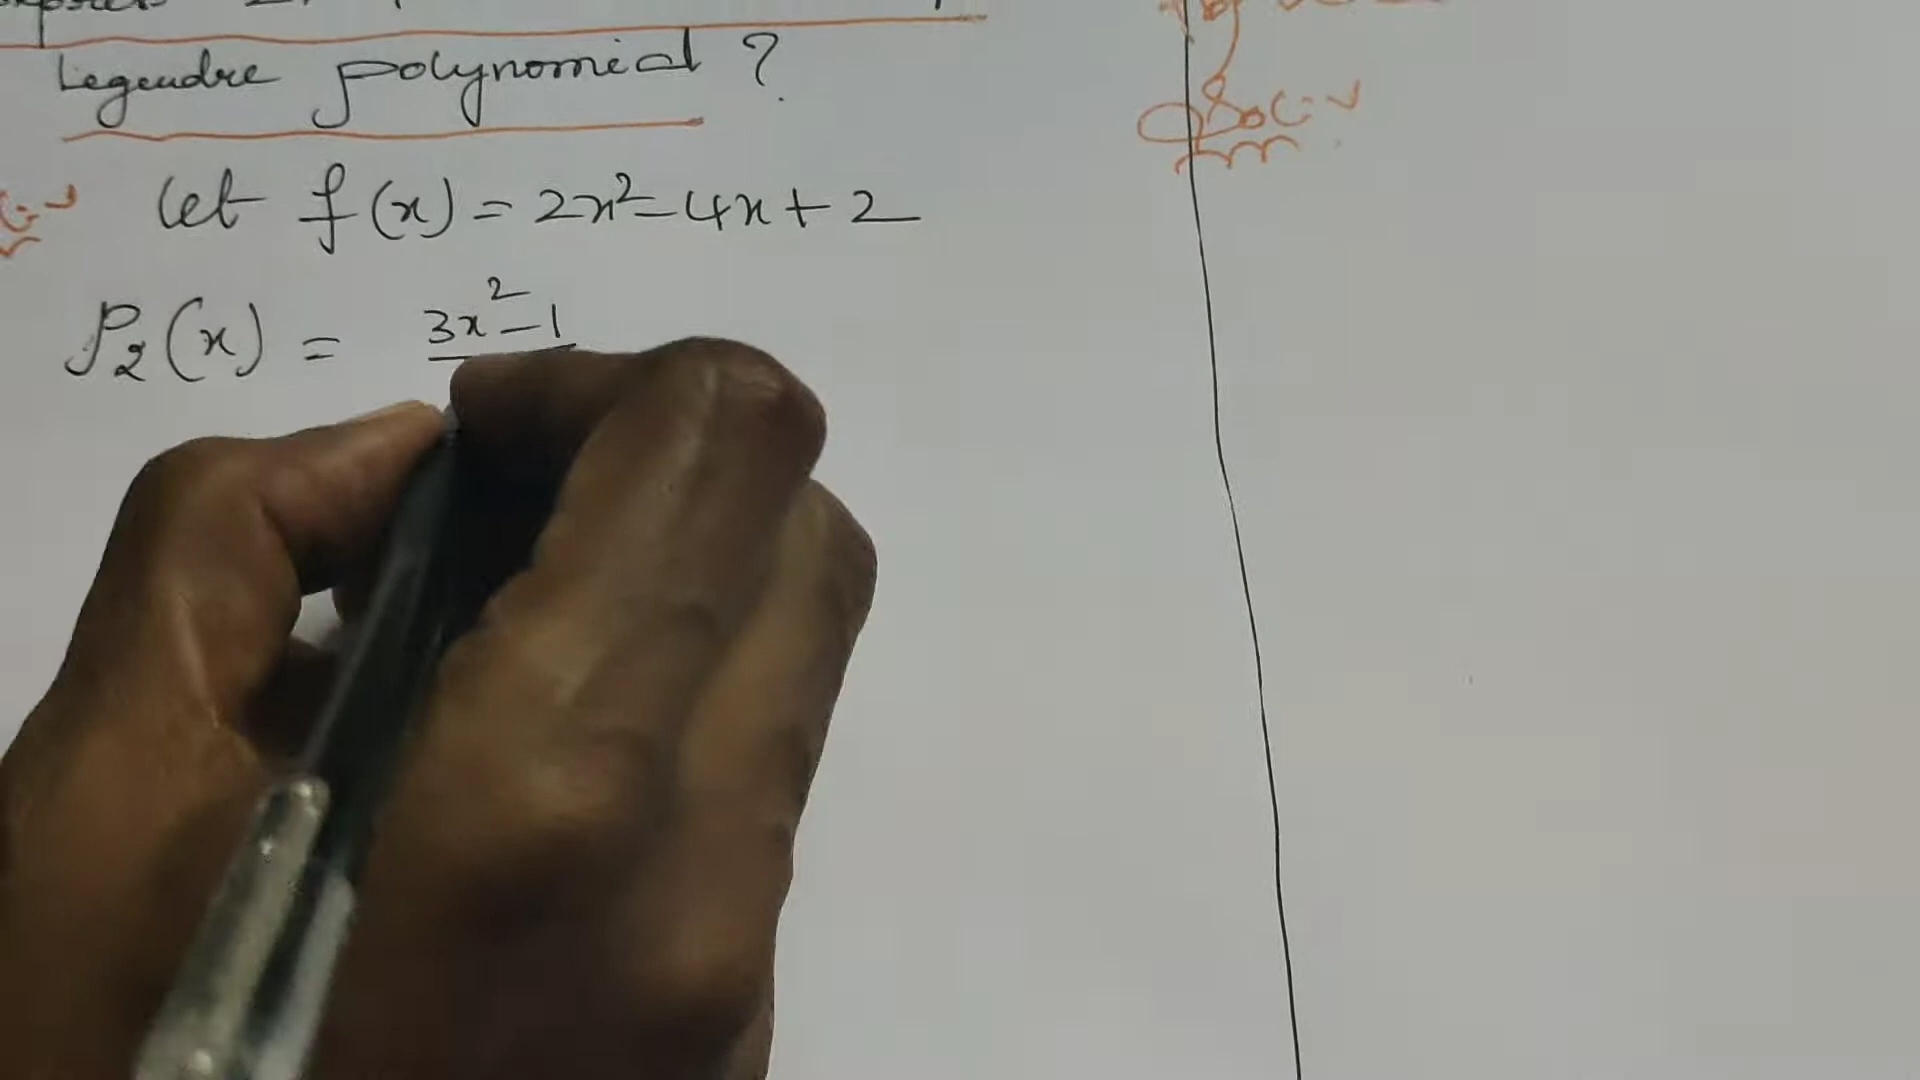 Legendre polynomial ?
let f(x) = 2x² - 4x + 2
P₂(x) = 3x² - 1